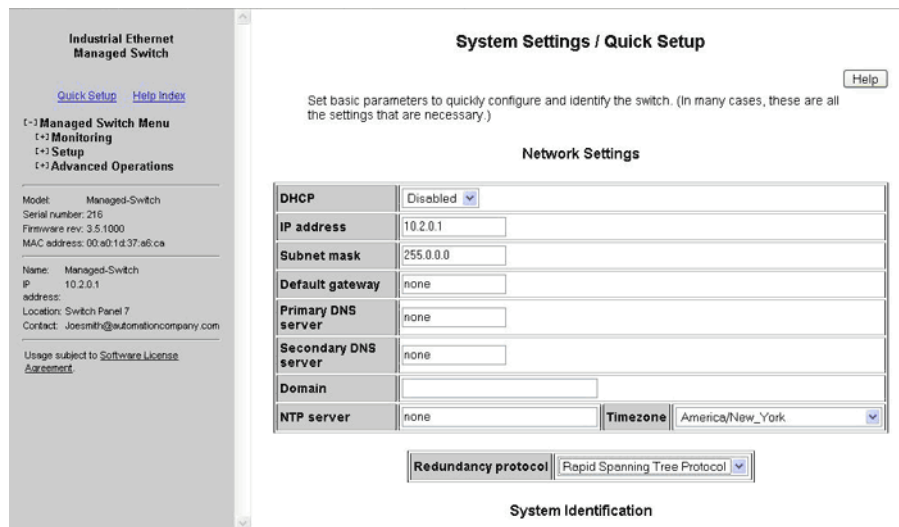 Industrial Ethernet
Managed Switch
Quick Setup Help Index
[-] Managed Switch Menu
[+] Monitoring
[+] Setup
[+] Advanced Operations
Model: Managed-Switch
Serial number: 216
Firmware rev: 3.5.1000
MAC address: 00:a0:1d:37:a6:ca
Name: Managed-Switch
IP address: 10.2.0.1
Location: Switch Panel 7
Contact: Joesmith@automationcompany.com
Usage subject to Software License
Agreement.
System Settings / Quick Setup
Help
Set basic parameters to quickly configure and identify the switch. (In many cases, these are all
the settings that are necessary.)
Network Settings
DHCP Disabled
IP address 10.2.0.1
Subnet mask 255.0.0.0
Default gateway none
Primary DNS server none
Secondary DNS server none
Domain
NTP server none Timezone America/New_York
Redundancy protocol Rapid Spanning Tree Protocol
System Identification